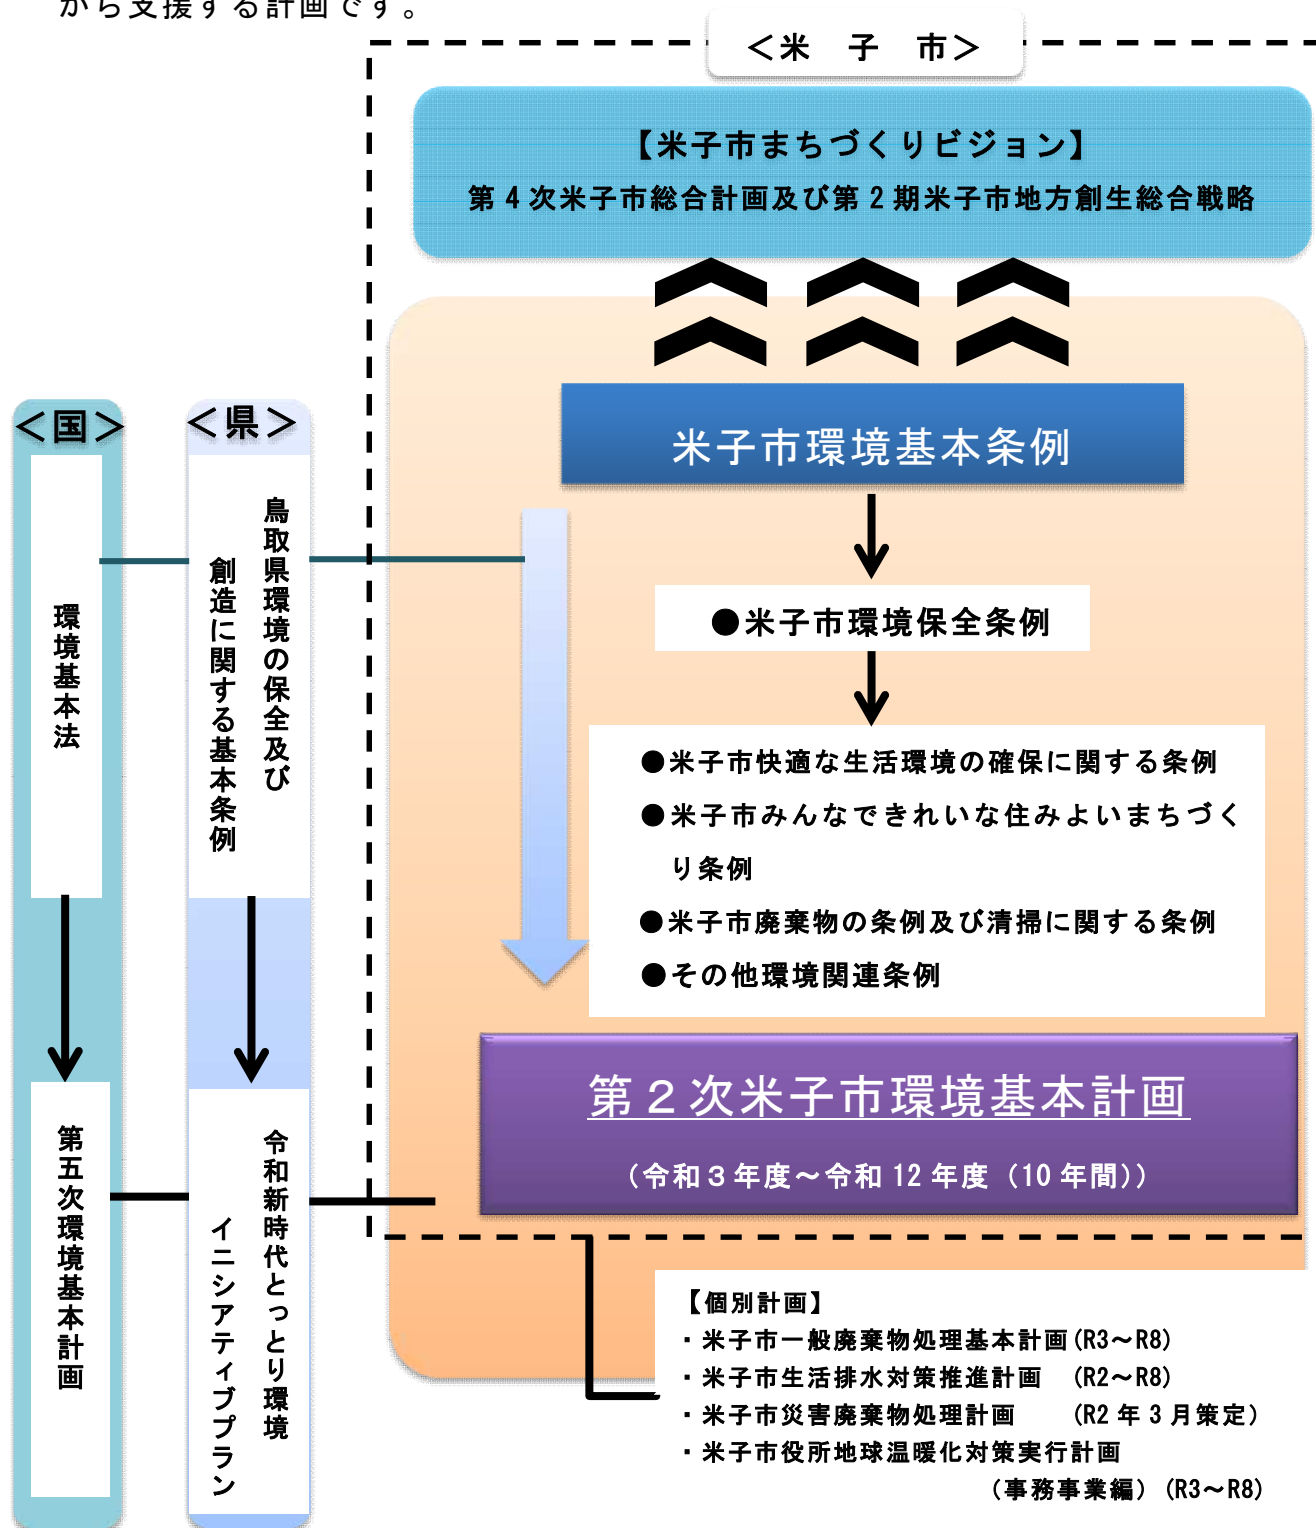 から支援する計画です。
＜米　子　市＞
【米子市まちづくりビジョン】
第４次米子市総合計画及び第２期米子市地方創生総合戦略
米子市環境基本条例
●米子市環境保全条例
●米子市快適な生活環境の確保に関する条例
●米子市みんなできれいな住みよいまちづく
り条例
●米子市廃棄物の条例及び清掃に関する条例
●その他環境関連条例
第２次米子市環境基本計画
（令和３年度～令和12年度（10年間））
【個別計画】
・米子市一般廃棄物処理基本計画(R3～R8)
・米子市生活排水対策推進計画　(R2～R8)
・米子市災害廃棄物処理計画　　(R2年3月策定)
・米子市役所地球温暖化対策実行計画
（事務事業編）(R3～R8)
＜国＞
環境基本法
第五次環境基本計画
＜県＞
鳥取県環境の保全及び
創造に関する基本条例
令和新時代とっとり環境
イニシアティブプラン